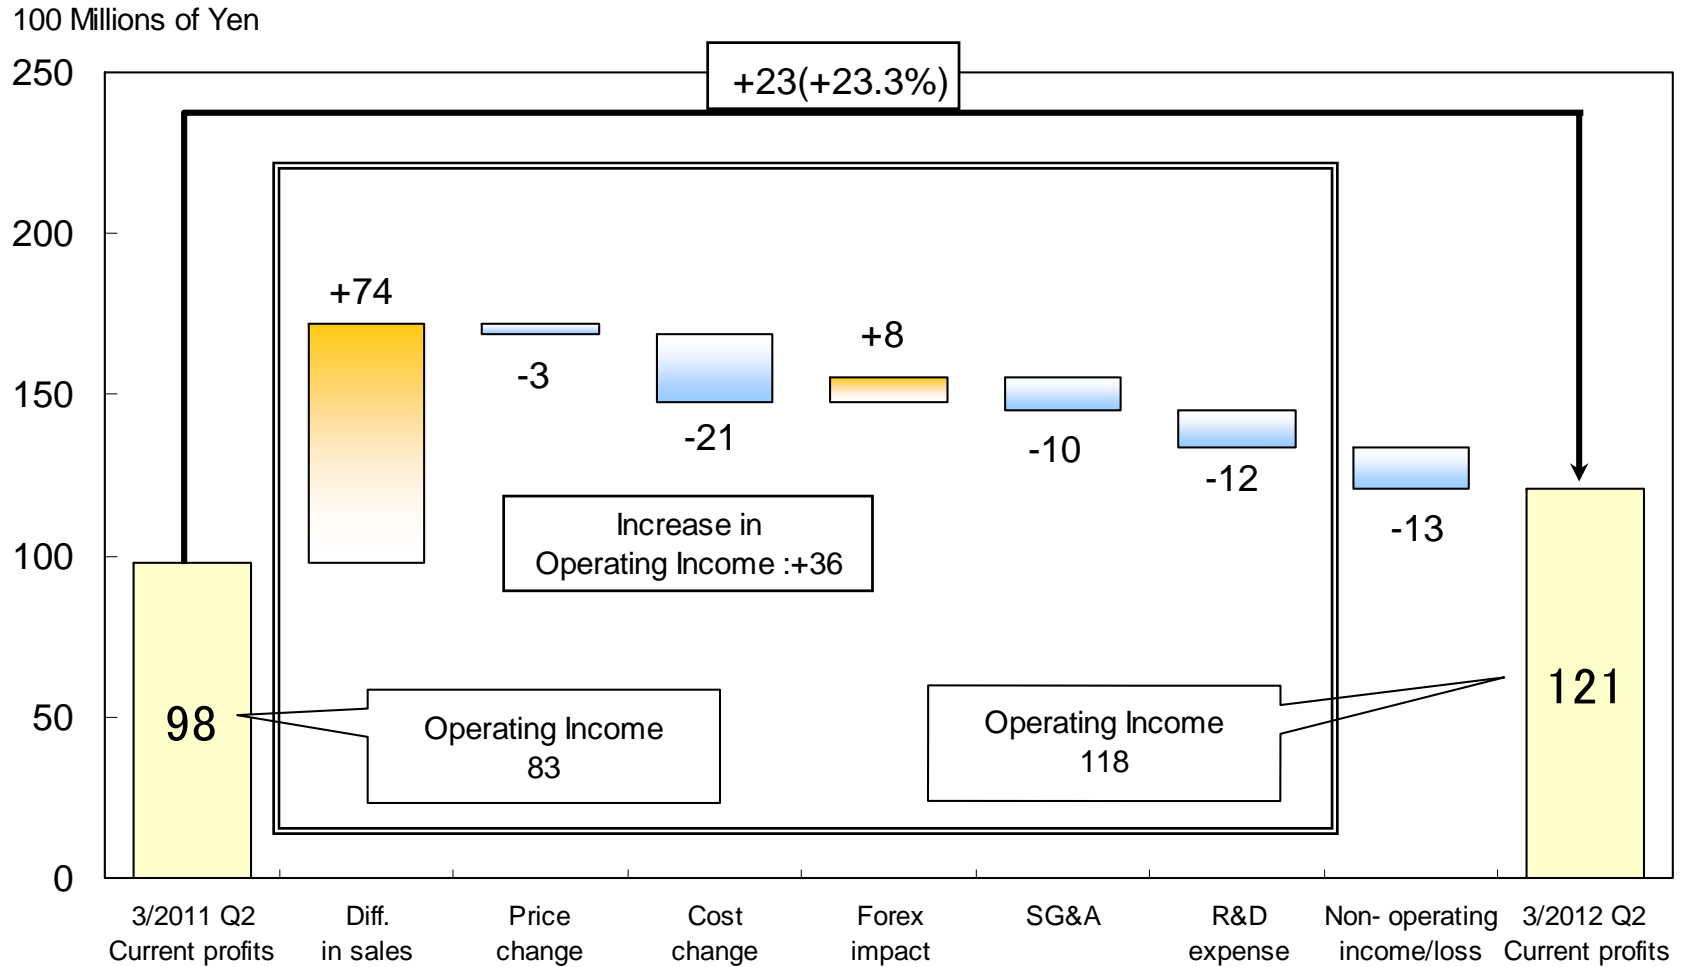 100 Millions of Yen
+23(+23.3%)
250
200
150
100
50
0
+74
-3
-21
+8
-10
-12
-13
Increase in
Operating Income :+36
98
Operating Income
83
Operating Income
118
121
3/2011 Q2
Current profits
Diff.
in sales
Price
change
Cost
change
Forex
impact
SG&A
R&D
expense
Non- operating
income/loss
3/2012 Q2
Current profits